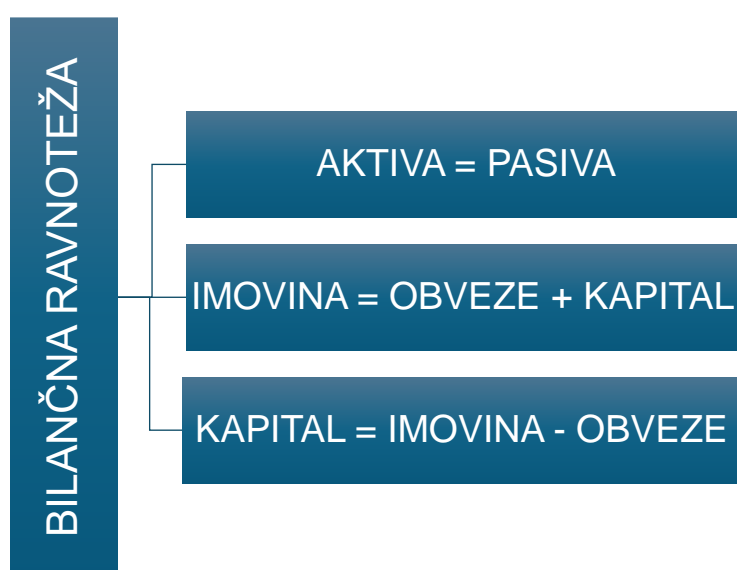 BILANČNA RAVNOTEŽA
AKTIVA = PASIVA
IMOVINA = OBVEZE + KAPITAL
KAPITAL = IMOVINA - OBVEZE